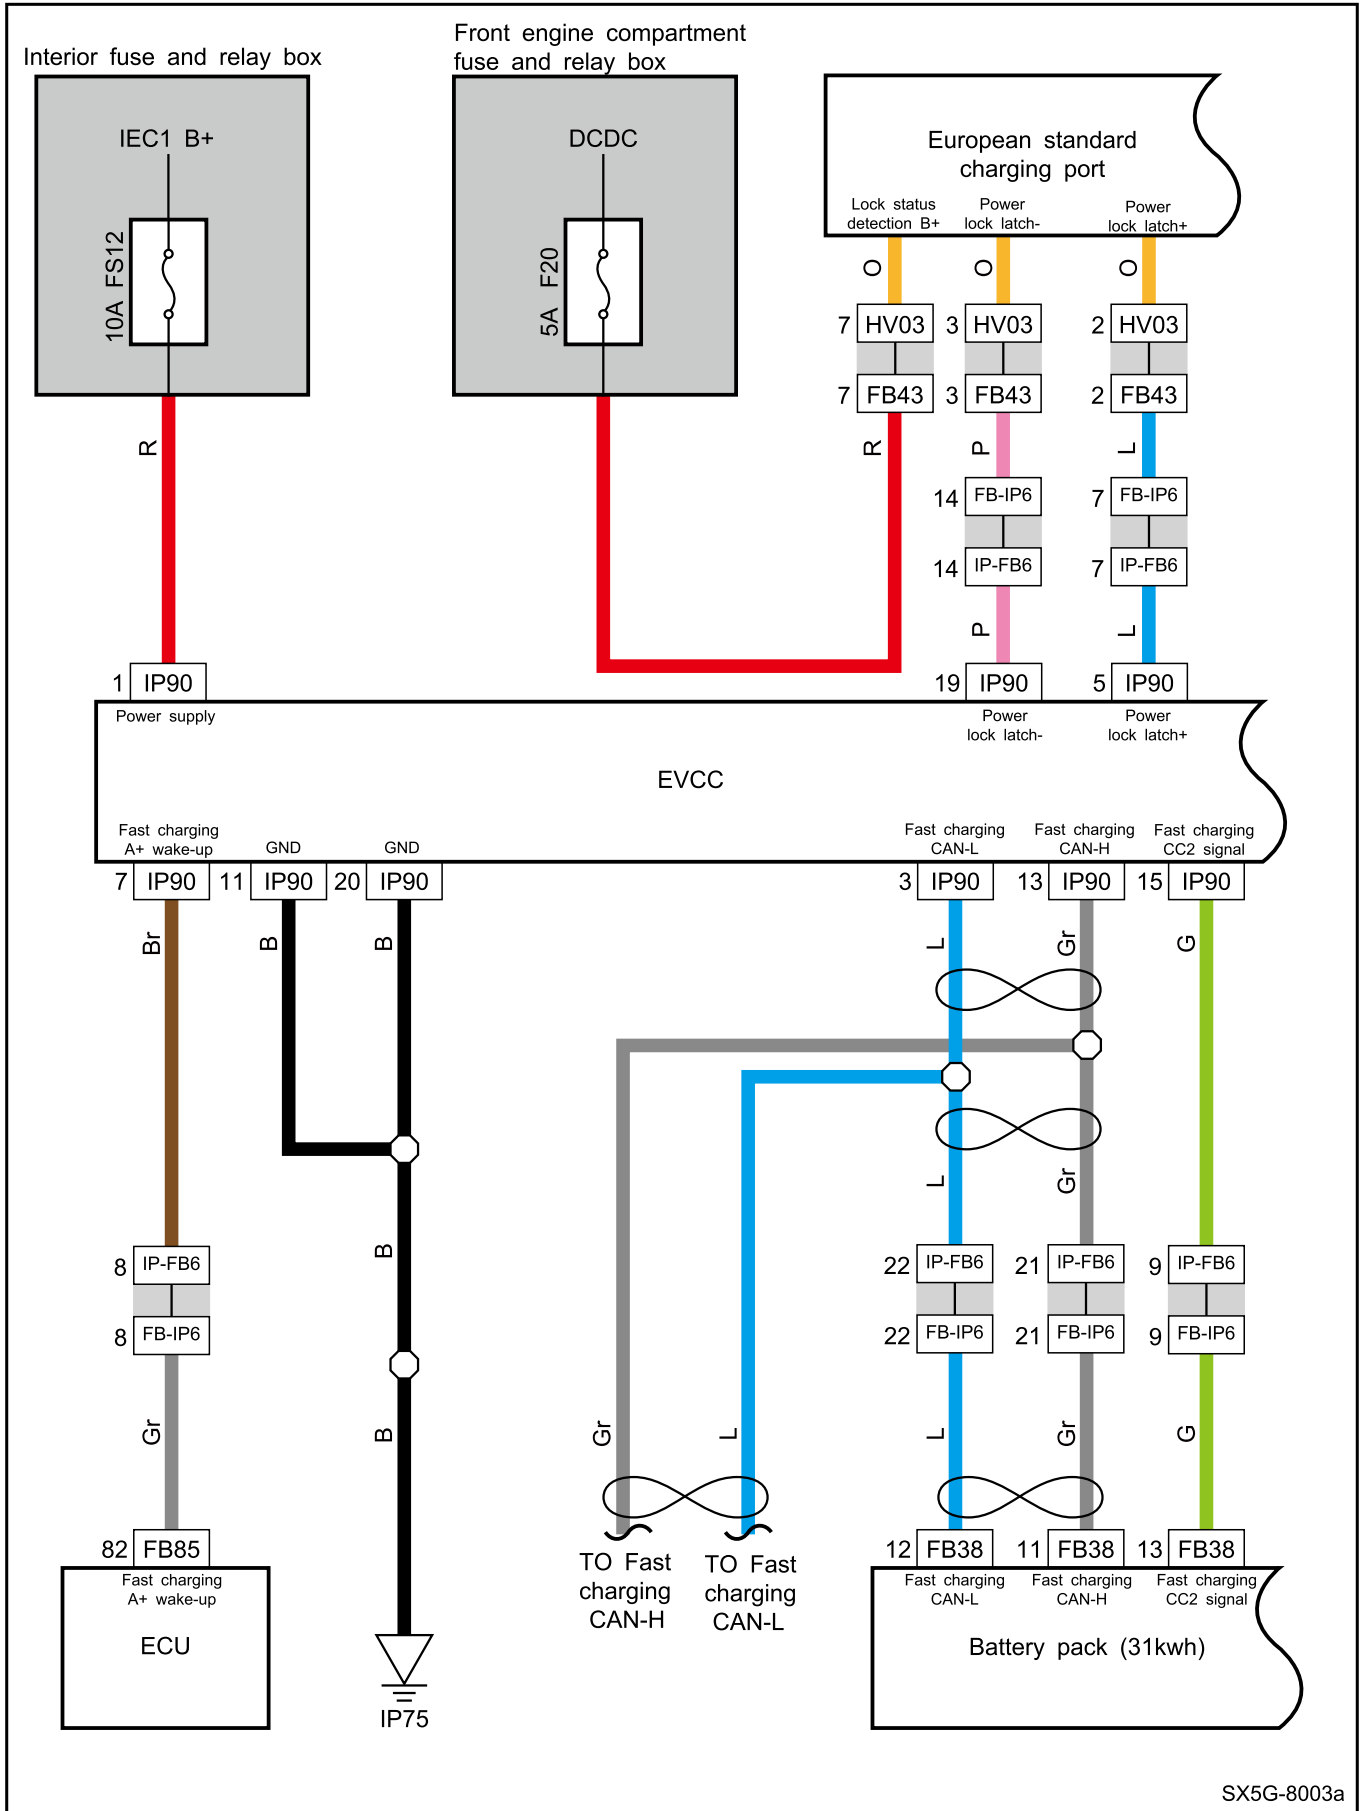 Interior fuse and relay box
Front engine compartment
fuse and relay box
IEC1 B+
10A FS12
DCDC
5A F20
European standard
charging port
Lock status
detection B+
Power
lock latch-
Power
lock latch+
O
O
O
7 HV03
3 HV03
2 HV03
7 FB43
3 FB43
2 FB43
R
R
P
L
14 FB-IP6
7 FB-IP6
14 IP-FB6
7 IP-FB6
P
L
1 IP90
19 IP90
5 IP90
Power supply
Power
lock latch-
Power
lock latch+
EVCC
Fast charging
A+ wake-up
GND
GND
Fast charging
CAN-L
Fast charging
CAN-H
Fast charging
CC2 signal
7 IP90
11 IP90
20 IP90
3 IP90
13 IP90
15 IP90
Br
B
B
L
Gr
G
L
Gr
B
8 IP-FB6
22 IP-FB6
21 IP-FB6
9 IP-FB6
8 FB-IP6
22 FB-IP6
21 FB-IP6
9 FB-IP6
Gr
B
Gr
L
L
Gr
G
82 FB85
12 FB38
11 FB38
13 FB38
Fast charging
A+ wake-up
ECU
TO Fast
charging
CAN-H
TO Fast
charging
CAN-L
Fast charging
CAN-L
Fast charging
CAN-H
Fast charging
CC2 signal
Battery pack (31kwh)
IP75
SX5G-8003a